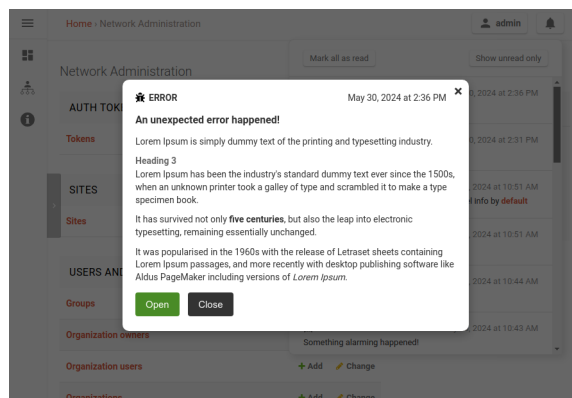 Home › Network Administration
admin
Mark all as read
Show unread only
Network Administration
ERROR
May 30, 2024 at 2:36 PM
, 2024 at 2:36 PM
An unexpected error happened!
AUTH TOK
Lorem Ipsum is simply dummy text of the printing and typesetting industry.
Tokens
, 2024 at 2:31 PM
Heading 3
Lorem Ipsum has been the industry's standard dummy text ever since the 1500s,
when an unknown printer took a galley of type and scrambled it to make a type
specimen book.
SITES
, 2024 at 10:51 AM
el info by default
Sites
It has survived not only five centuries, but also the leap into electronic
typesetting, remaining essentially unchanged.
, 2024 at 10:51 AM
It was popularised in the 1960s with the release of Letraset sheets containing
Lorem Ipsum passages, and more recently with desktop publishing software like
Aldus PageMaker including versions of Lorem Ipsum.
USERS AND
, 2024 at 10:44 AM
Groups
Open
Close
, 2024 at 10:43 AM
Organization owners
Something alarming happened!
Organization users
Add
Change
Organizations
Add
Change